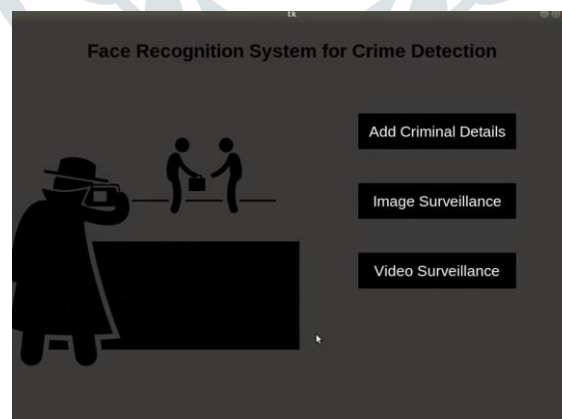 tk
Face Recognition System for Crime Detection
Add Criminal Details
Image Surveillance
Video Surveillance